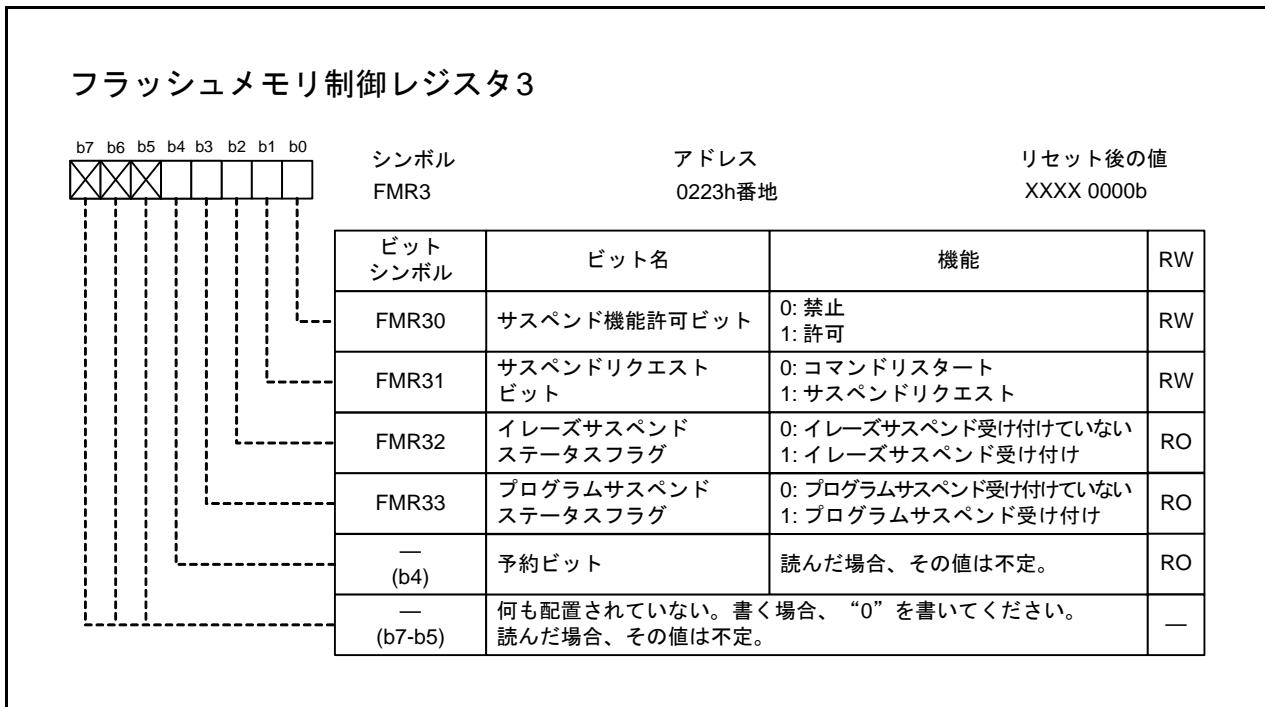 フラッシュメモリ制御レジスタ3
b7 b6 b5 b4 b3 b2 b1 b0
シンボル アドレス リセット後の値
FMR3 0223h番地 XXXX 0000b
ビット
シンボル
ビット名
機能
RW
FMR30
サスペンド機能許可ビット
0: 禁止
1: 許可
RW
FMR31
サスペンドリクエスト
ビット
0: コマンドリスタート
1: サスペンドリクエスト
RW
FMR32
イレーズサスペンド
ステータスフラグ
0: イレーズサスペンド受け付けていない
1: イレーズサスペンド受け付け
RO
FMR33
プログラムサスペンド
ステータスフラグ
0: プログラムサスペンド受け付けていない
1: プログラムサスペンド受け付け
RO
—
(b4)
予約ビット
読んだ場合、その値は不定。
RO
—
(b7-b5)
何も配置されていない。書く場合、“0”を書いてください。
読んだ場合、その値は不定。
—